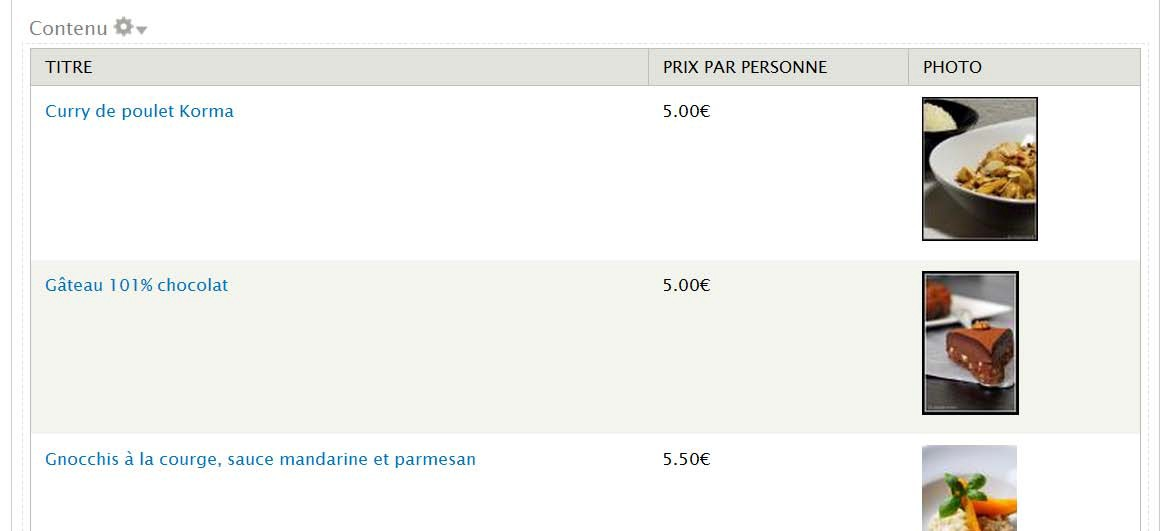 Contenu
TITRE PRIX PAR PERSONNE PHOTO
Curry de poulet Korma 5.00€
Gâteau 101% chocolat 5.00€
Gnocchis à la courge, sauce mandarine et parmesan 5.50€